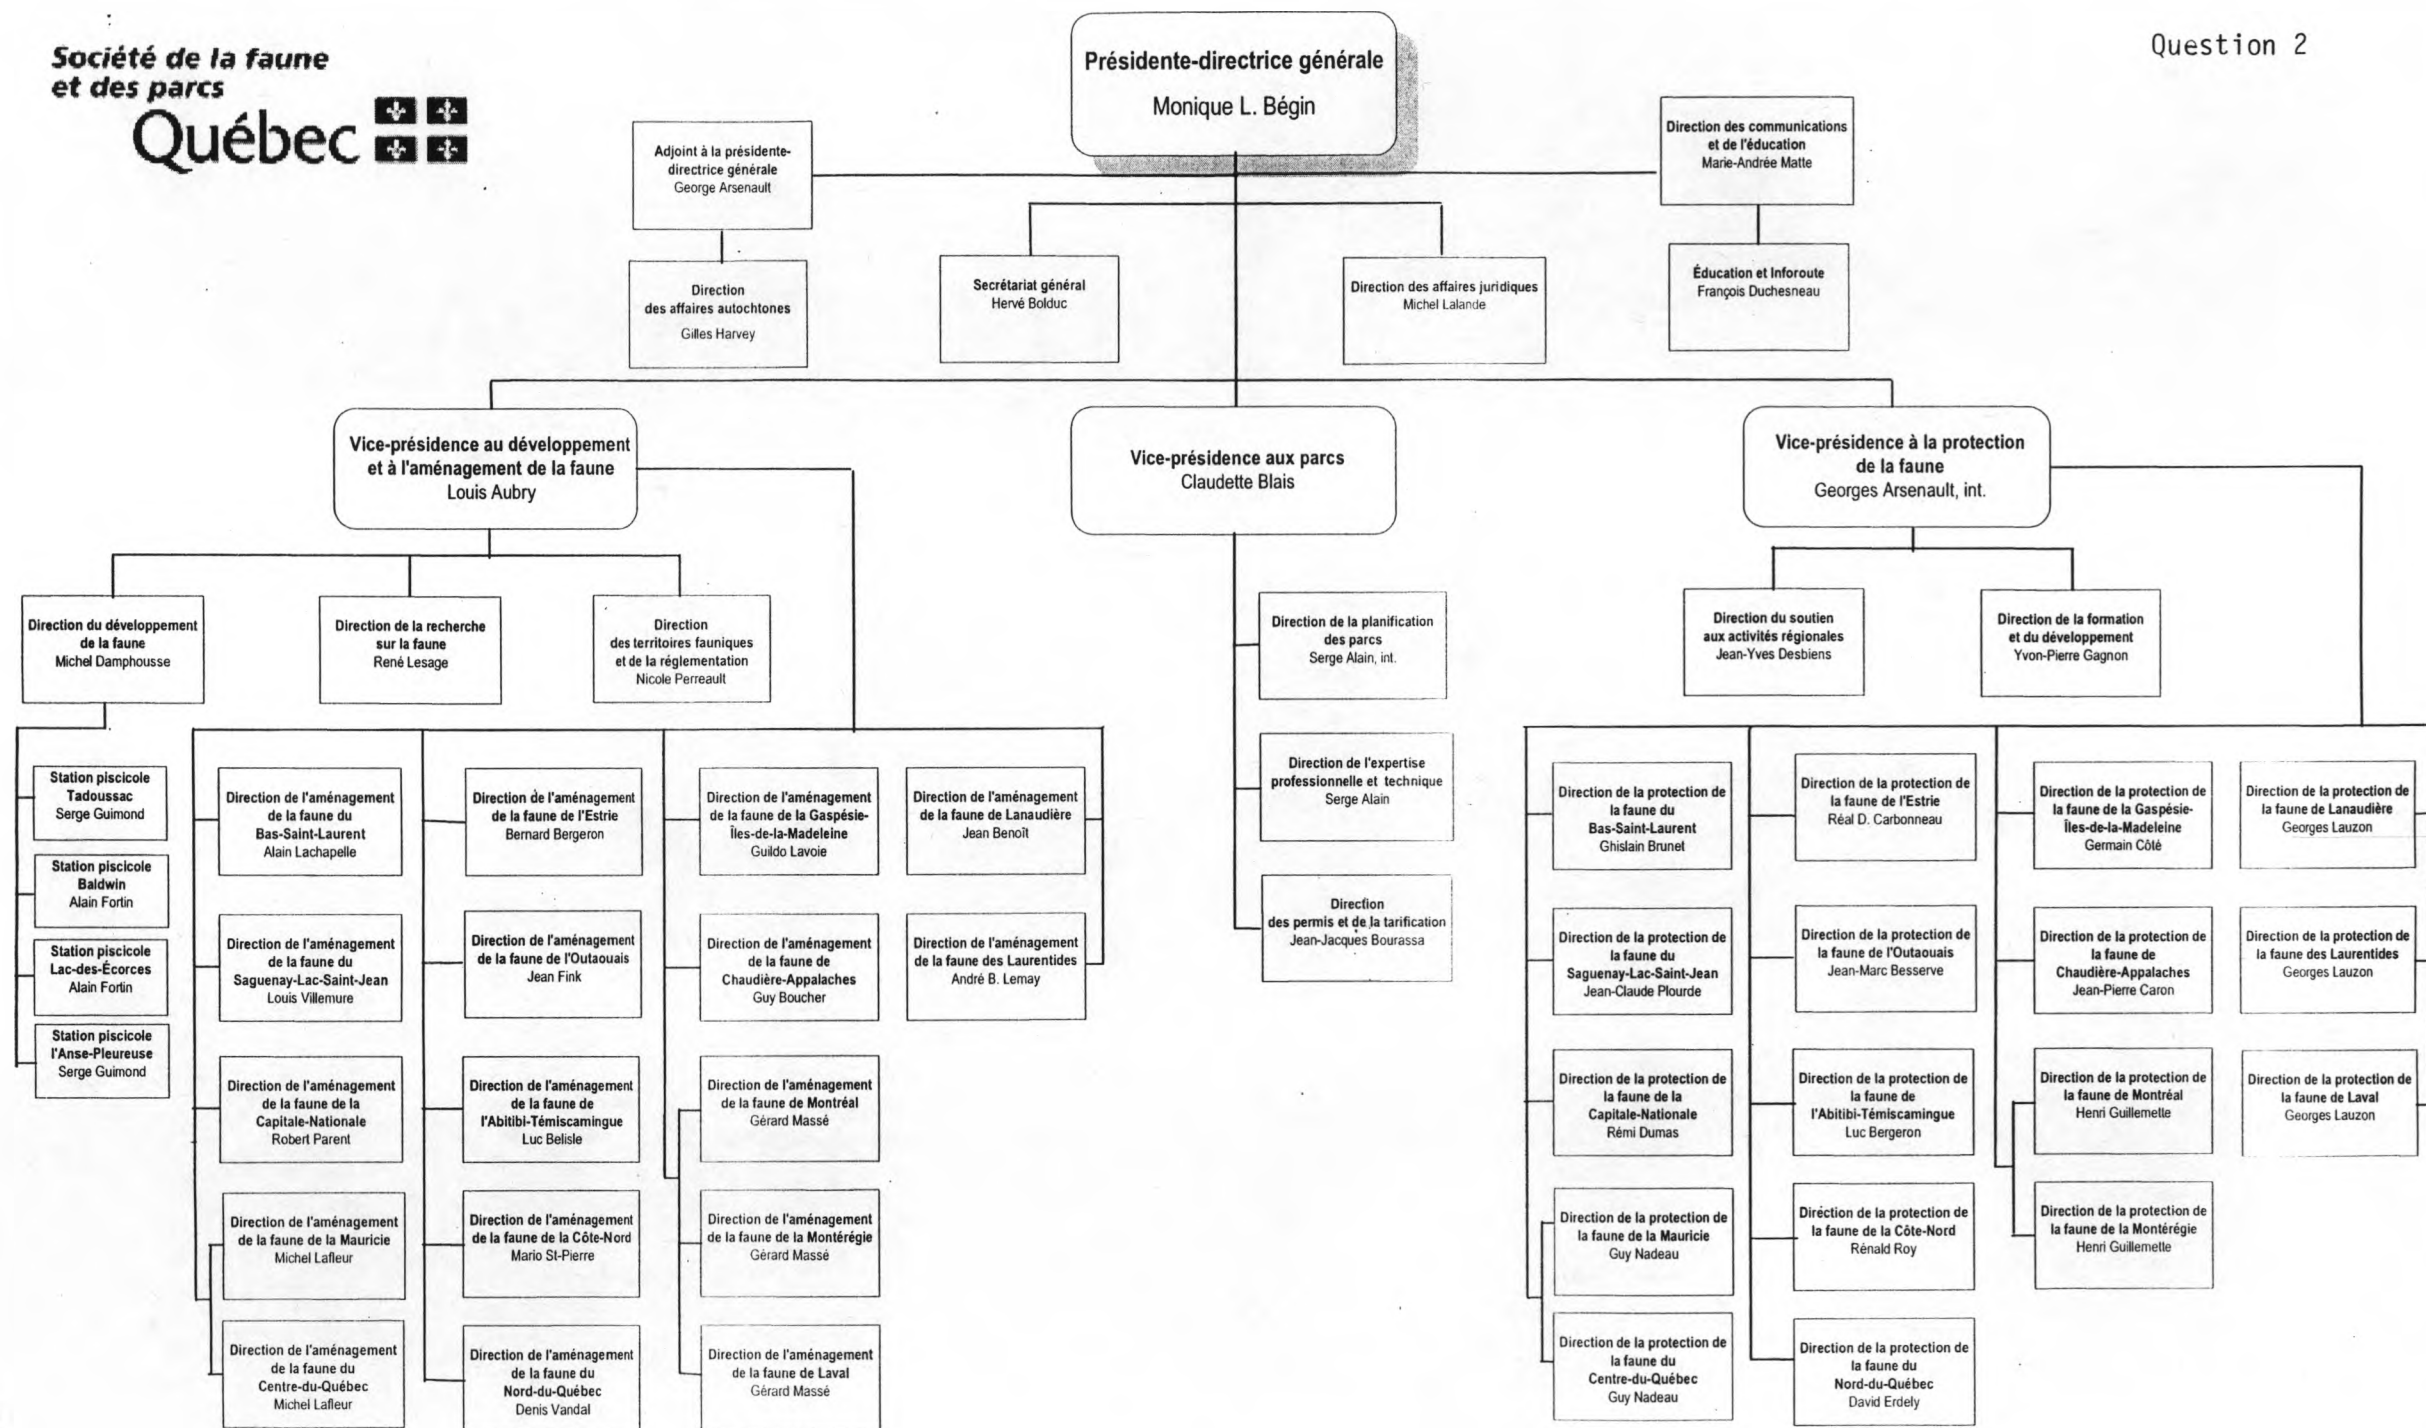 Société de la faune
et des parcs
Québec
Question 2
Présidente-directrice générale
Monique L. Bégin
Adjoint à la présidente-
directrice générale
George Arsenault
Direction des communications
et de l'éducation
Marie-Andrée Matte
Direction
des affaires autochtones
Gilles Harvey
Secrétariat général
Hervé Bolduc
Direction des affaires juridiques
Michel Lalande
Éducation et Inforoute
François Duchesneau
Vice-présidence au développement
et à l'aménagement de la faune
Louis Aubry
Vice-présidence aux parcs
Claudette Blais
Vice-présidence à la protection
de la faune
Georges Arsenault, int.
Direction du développement
de la faune
Michel Damphousse
Direction de la recherche
sur la faune
René Lesage
Direction
des territoires fauniques
et de la réglementation
Nicole Perreault
Direction de la planification
des parcs
Serge Alain, int.
Direction du soutien
aux activités régionales
Jean-Yves Desbiens
Direction de la formation
et du développement
Yvon-Pierre Gagnon
Station piscicole
Tadoussac
Serge Guimond
Station piscicole
Baldwin
Alain Fortin
Station piscicole
Lac-des-Écorces
Alain Fortin
Station piscicole
l'Anse-Pleureuse
Serge Guimond
Direction de l'aménagement
de la faune du
Bas-Saint-Laurent
Alain Lachapelle
Direction de l'aménagement
de la faune du
Saguenay-Lac-Saint-Jean
Louis Villemure
Direction de l'aménagement
de la faune de la
Capitale-Nationale
Robert Parent
Direction de l'aménagement
de la faune de la Mauricie
Michel Lafleur
Direction de l'aménagement
de la faune du
Centre-du-Québec
Michel Lafleur
Direction de l'aménagement
de la faune de l'Estrie
Bernard Bergeron
Direction de l'aménagement
de la faune de l'Outaouais
Jean Fink
Direction de l'aménagement
de la faune de
l'Abitibi-Témiscamingue
Luc Belisle
Direction de l'aménagement
de la faune de la Côte-Nord
Mario St-Pierre
Direction de l'aménagement
de la faune du
Nord-du-Québec
Denis Vandal
Direction de l'aménagement
de la faune de la Gaspésie-
Îles-de-la-Madeleine
Guildo Lavoie
Direction de l'aménagement
de la faune de
Chaudière-Appalaches
Guy Boucher
Direction de l'aménagement
de la faune de Montréal
Gérard Massé
Direction de l'aménagement
de la faune de la Montérégie
Gérard Massé
Direction de l'aménagement
de la faune de Laval
Gérard Massé
Direction de l'aménagement
de la faune de Lanaudière
Jean Benoît
Direction de l'aménagement
de la faune des Laurentides
André B. Lemay
Direction de l'expertise
professionnelle et technique
Serge Alain
Direction
des permis et de la tarification
Jean-Jacques Bourassa
Direction de la protection de
la faune du
Bas-Saint-Laurent
Ghislain Brunet
Direction de la protection de
la faune du
Saguenay-Lac-Saint-Jean
Jean-Claude Plourde
Direction de la protection de
la faune de la
Capitale-Nationale
Rémi Dumas
Direction de la protection de
la faune de la Mauricie
Guy Nadeau
Direction de la protection de
la faune du
Centre-du-Québec
Guy Nadeau
Direction de la protection de
la faune de l'Estrie
Réal D. Carbonneau
Direction de la protection de
la faune de l'Outaouais
Jean-Marc Besserve
Direction de la protection de
la faune de
l'Abitibi-Témiscamingue
Luc Bergeron
Direction de la protection de
la faune de la Côte-Nord
Rénald Roy
Direction de la protection de
la faune du
Nord-du-Québec
David Erdely
Direction de la protection de
la faune de la Gaspésie-
Îles-de-la-Madeleine
Germain Côté
Direction de la protection de
la faune de
Chaudière-Appalaches
Jean-Pierre Caron
Direction de la protection de
la faune de Montréal
Henri Guillemette
Direction de la protection de
la faune de la Montérégie
Henri Guillemette
Direction de la protection de
la faune de Lanaudière
Georges Lauzon
Direction de la protection de
la faune des Laurentides
Georges Lauzon
Direction de la protection de
la faune de Laval
Georges Lauzon